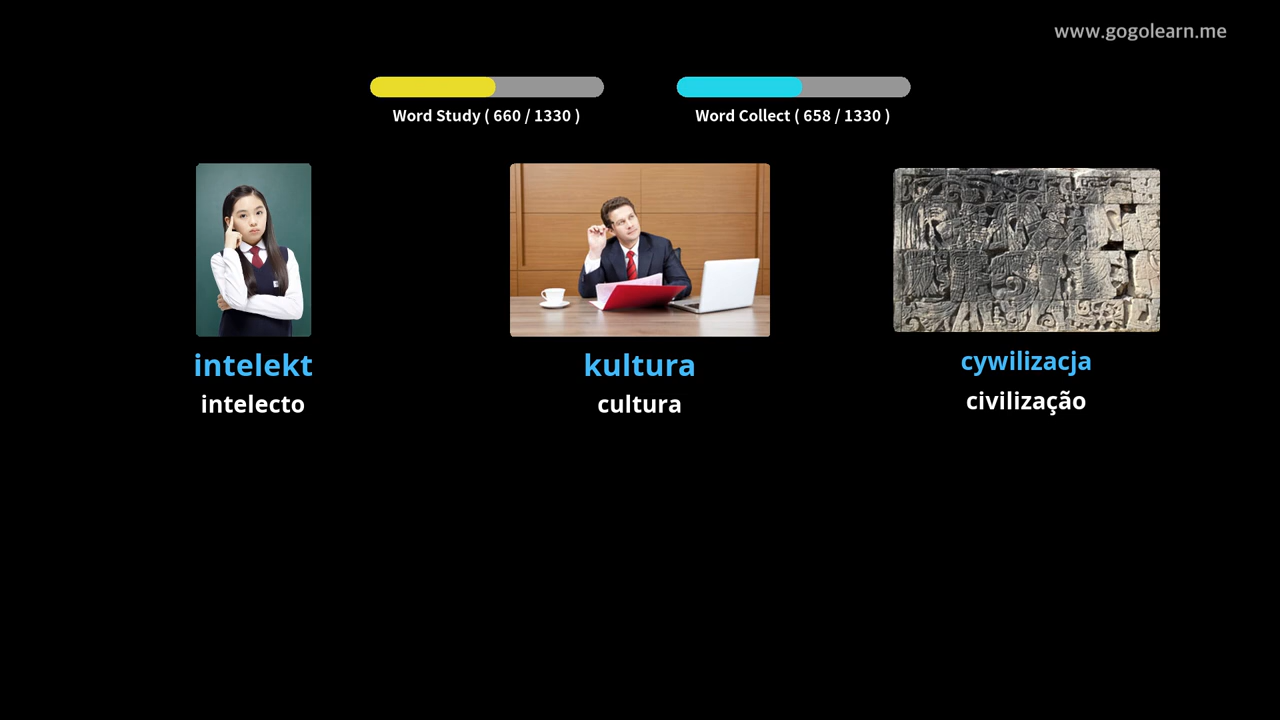 www.gogolearn.me
Word Study ( 660 / 1330 )
Word Collect ( 658 / 1330 )
intelekt
intelecto
kultura
cultura
cywilizacja
civilização